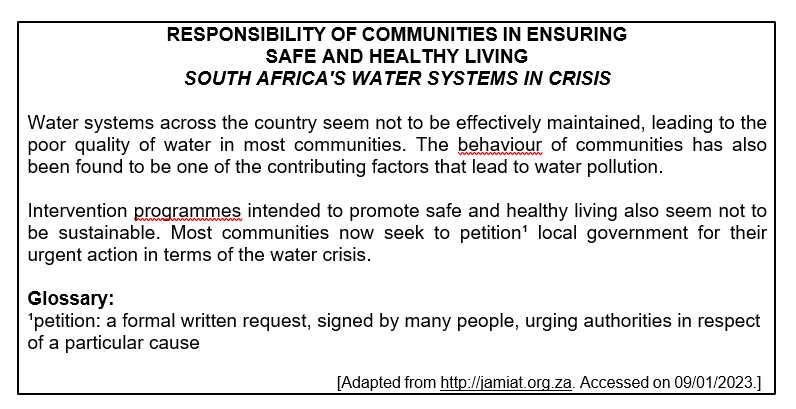 RESPONSIBILITY OF COMMUNITIES IN ENSURING
SAFE AND HEALTHY LIVING
SOUTH AFRICA'S WATER SYSTEMS IN CRISIS
Water systems across the country seem not to be effectively maintained, leading to the
poor quality of water in most communities. The behaviour of communities has also
been found to be one of the contributing factors that lead to water pollution.
Intervention programmes intended to promote safe and healthy living also seem not to
be sustainable. Most communities now seek to petition¹ local government for their
urgent action in terms of the water crisis.
Glossary:
¹petition: a formal written request, signed by many people, urging authorities in respect
of a particular cause
[Adapted from http://jamiat.org.za. Accessed on 09/01/2023.]